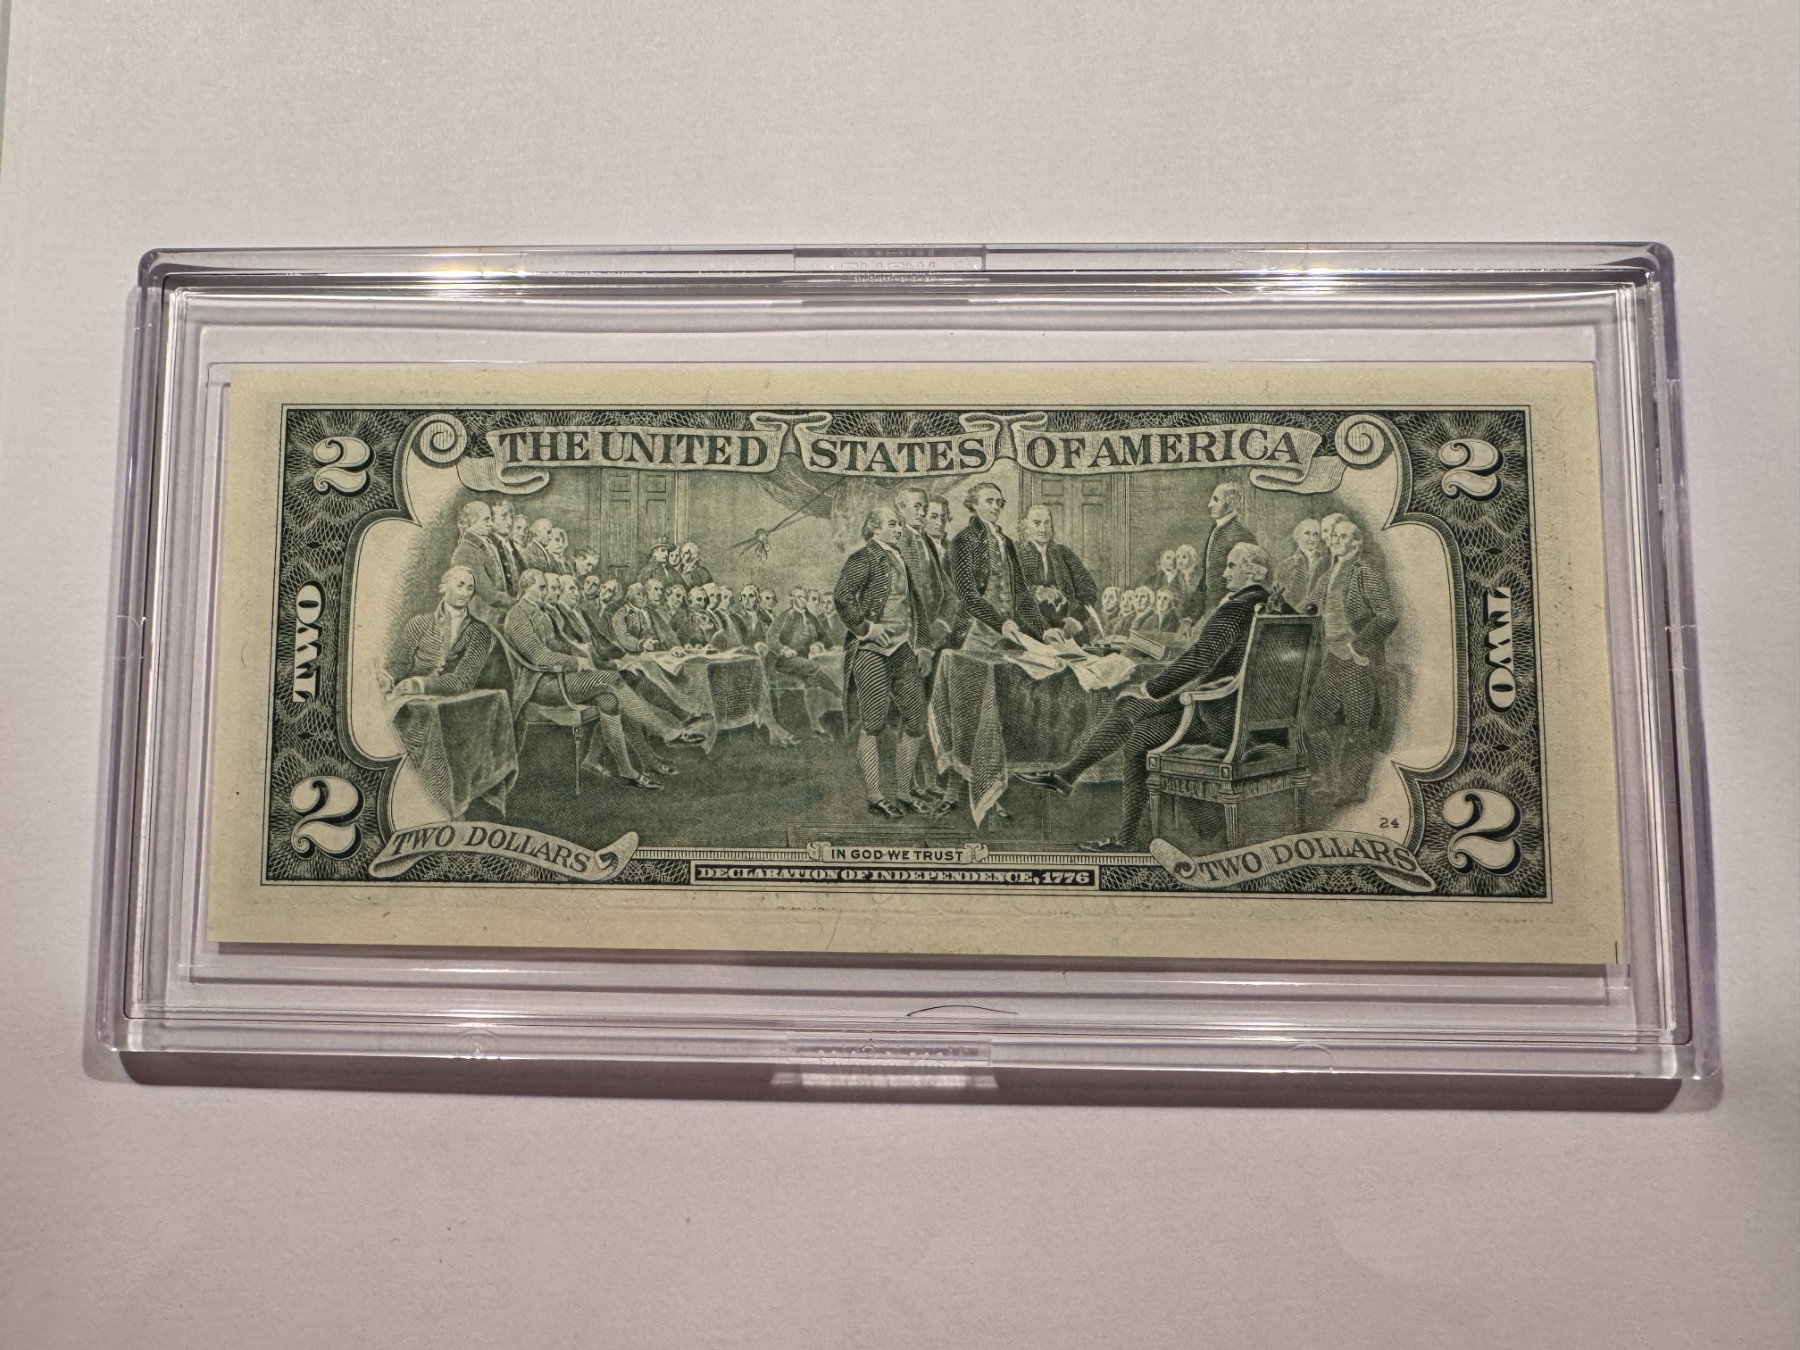 THE UNITED STATES OF AMERICA
2
2
TWO
TWO
24
2
2
TWO DOLLARS
IN GOD WE TRUST
TWO DOLLARS
DECLARATION OF INDEPENDENCE, 1776